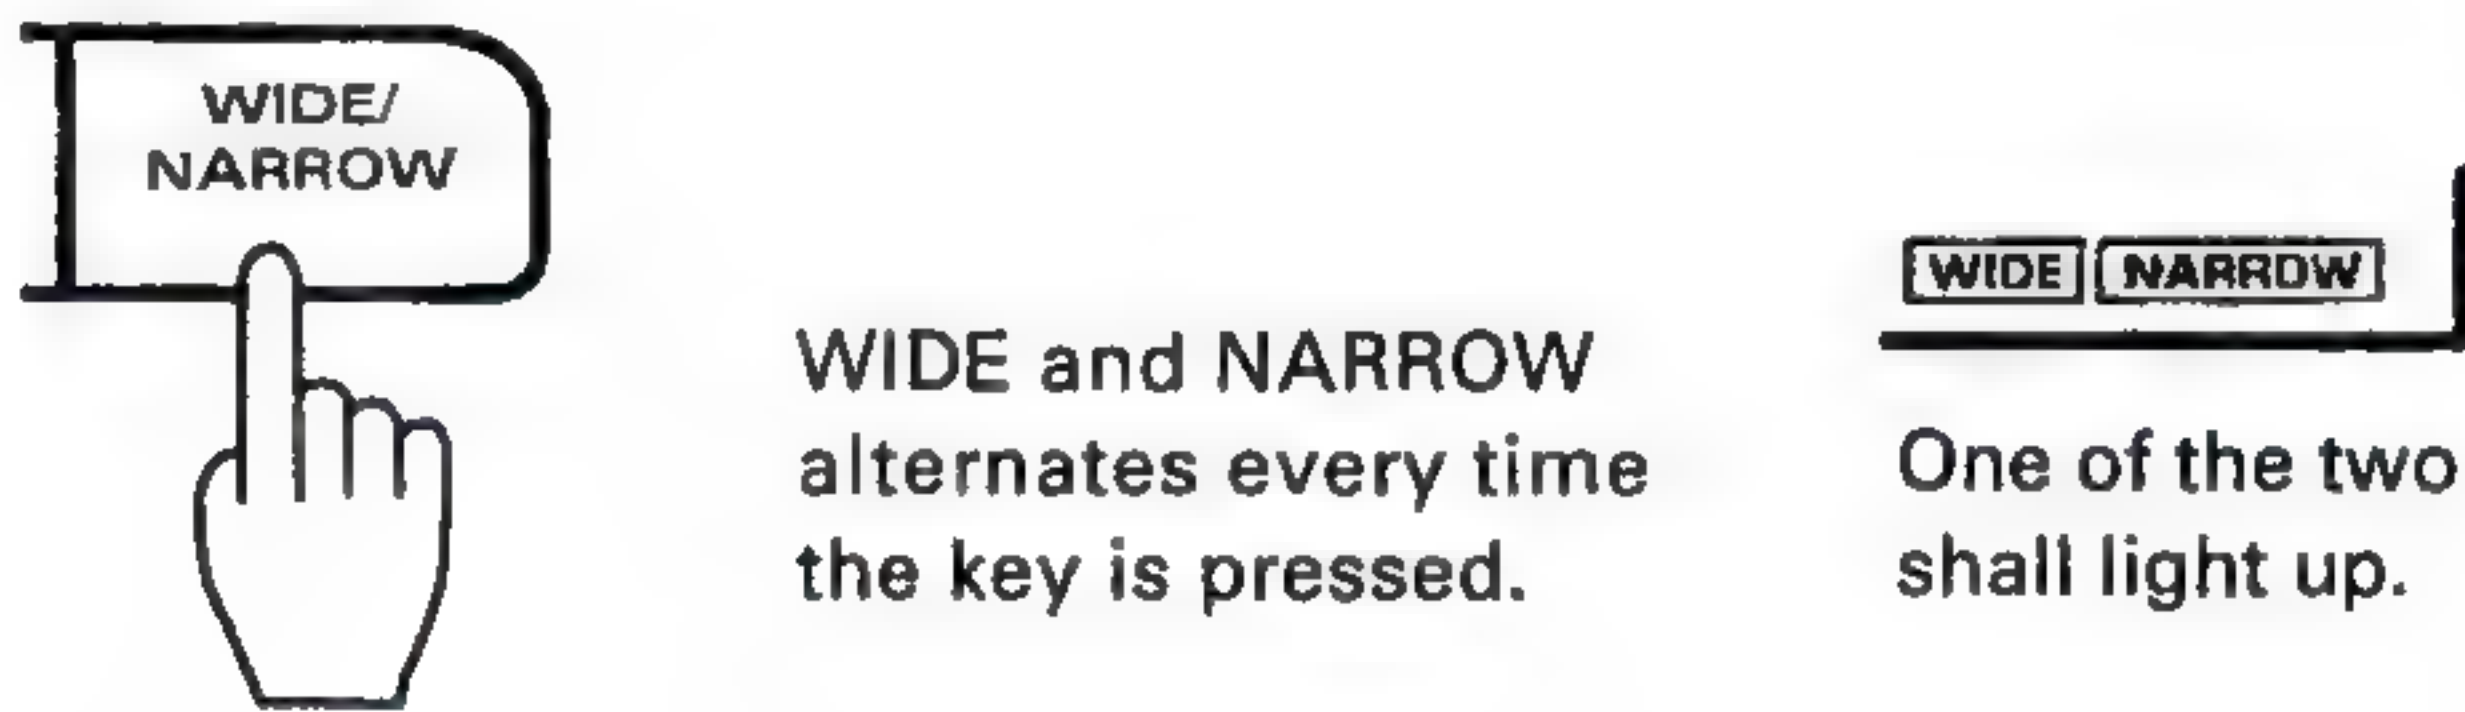 WIDE/
NARROW
WIDE and NARROW
alternates every time
the key is pressed.
WIDE NARROW
One of the two
shall light up.